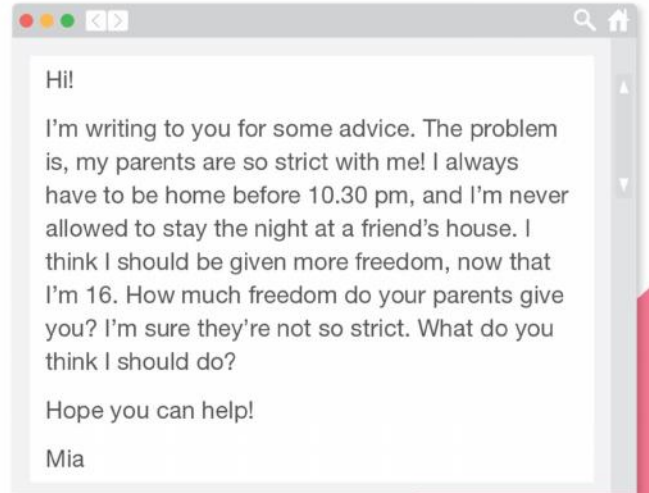 Hi!
I'm writing to you for some advice. The problem
is, my parents are so strict with me! I always
have to be home before 10.30 pm, and I'm never
allowed to stay the night at a friend's house. I
think I should be given more freedom, now that
I'm 16. How much freedom do your parents give
you? I'm sure they're not so strict. What do you
think I should do?
Hope you can help!
Mia